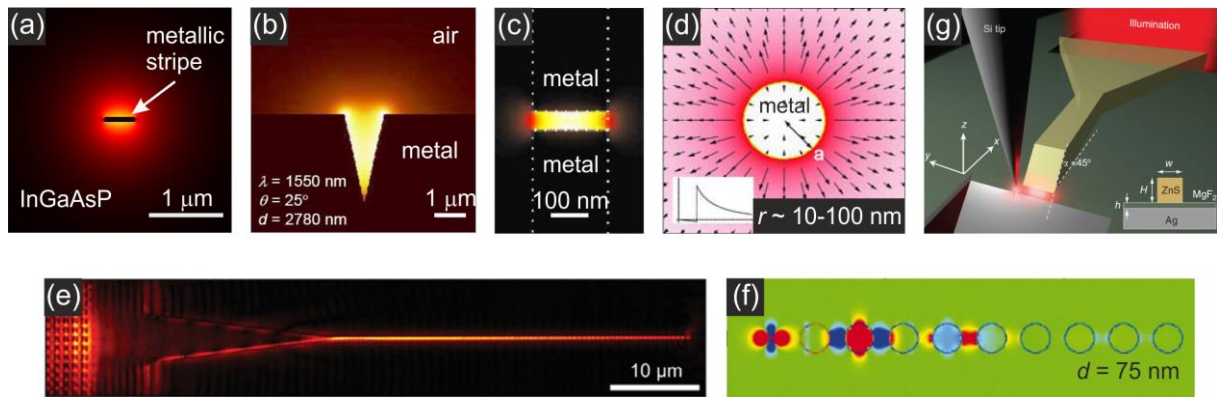 (a)
metallic
stripe
InGaAsP
1 μm
(b)
air
metal
λ = 1550 nm
θ = 25°
d = 2780 nm
1 μm
(c)
metal
metal
100 nm
(d)
metal
a
r ~ 10-100 nm
(g)
Si tip
Illumination
z
x
y
=45°
w
H
ZnS
MgF₂
h
Ag
(e)
10 μm
(f)
d = 75 nm